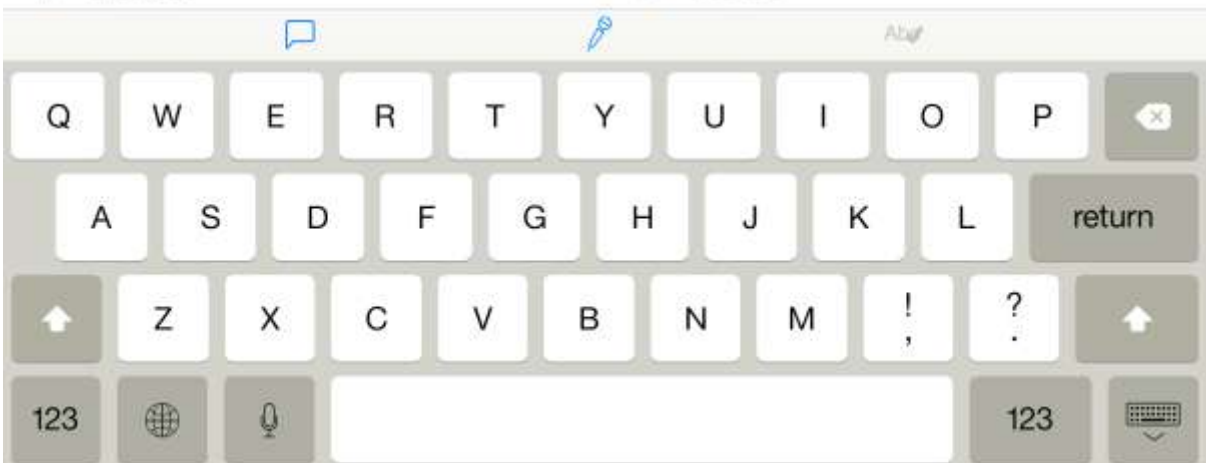 Ab
Q W E R T Y U I O P
A S D F G H J K L return
Z X C V B N M ! , ? .
123 123